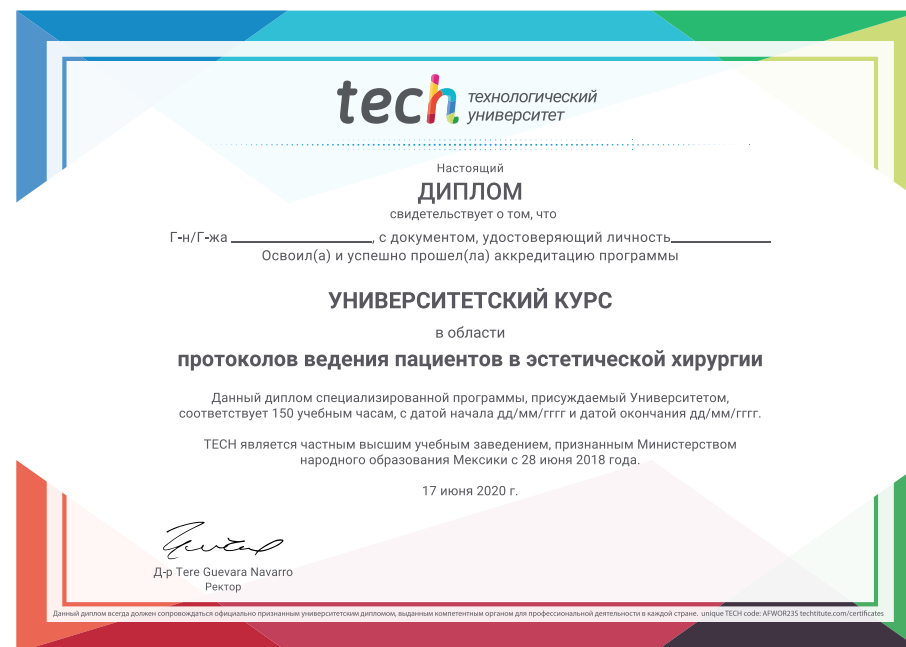 tech технологический
университет
Настоящий
ДИПЛОМ
свидетельствует о том, что
Г-н/Г-жа ____________________, с документом, удостоверяющий личность______________
Освоил(а) и успешно прошел(ла) аккредитацию программы
УНИВЕРСИТЕТСКИЙ КУРС
в области
протоколов ведения пациентов в эстетической хирургии
Данный диплом специализированной программы, присуждаемый Университетом,
соответствует 150 учебным часам, с датой начала дд/мм/гггг и датой окончания дд/мм/гггг.
TECH является частным высшим учебным заведением, признанным Министерством
народного образования Мексики с 28 июня 2018 года.
17 июня 2020 г.
Д-р Tere Guevara Navarro
Ректор
Данный диплом всегда должен сопровождаться официально признанным университетским дипломом, выданным компетентным органом для профессиональной деятельности в каждой стране. unique TECH code: AFWOR23S techtitute.com/certificates